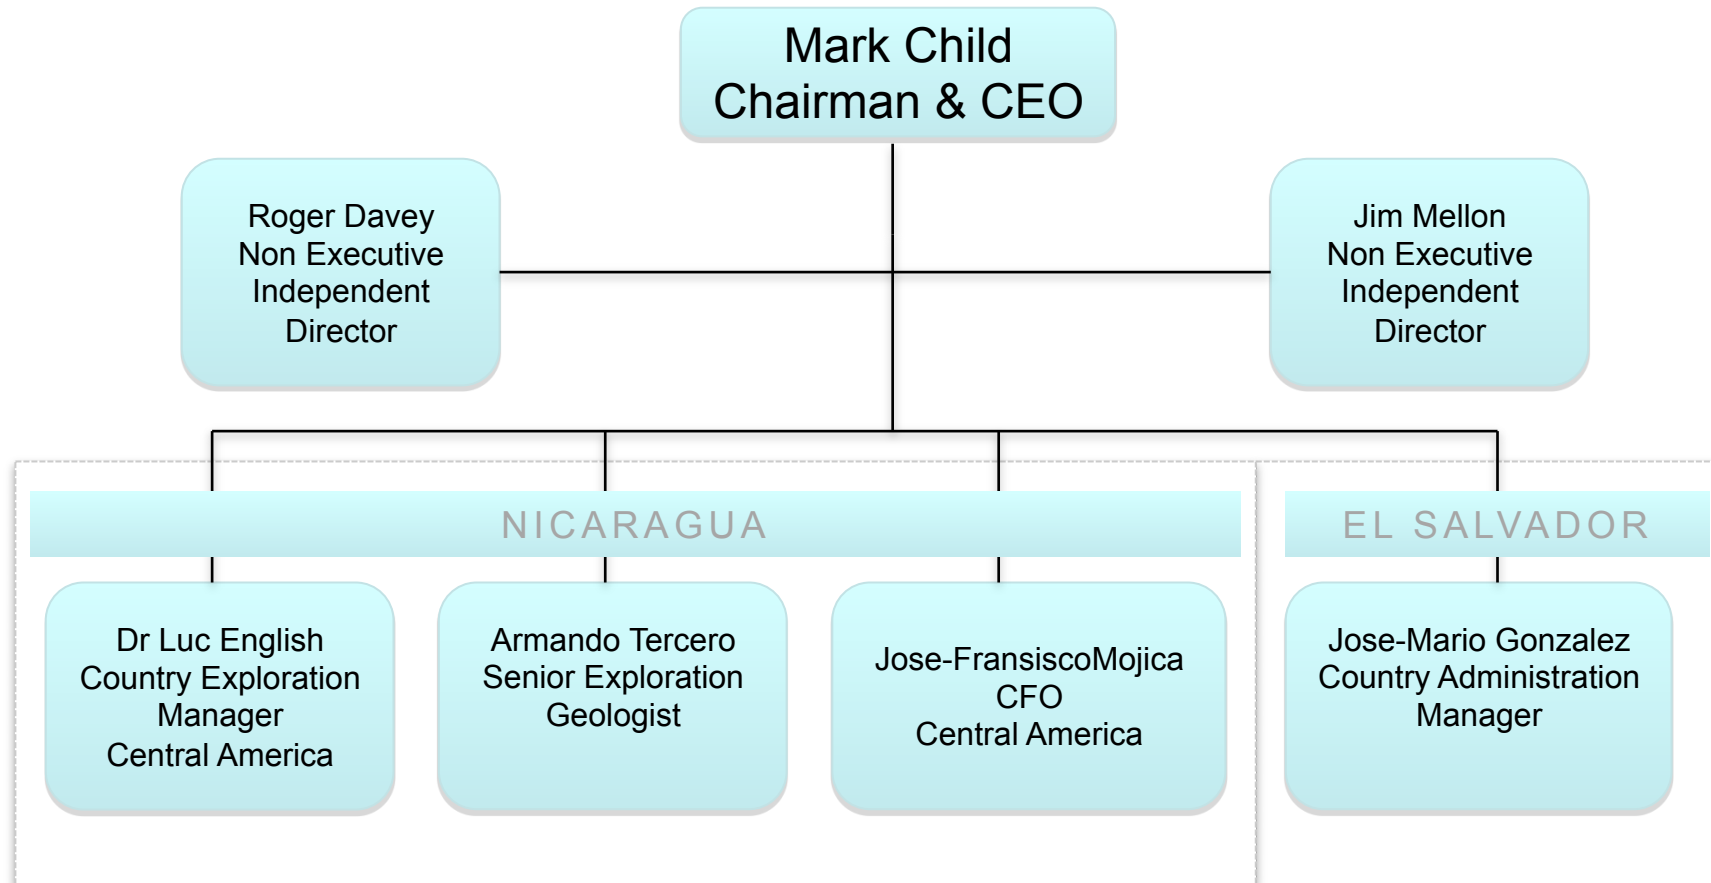 Mark Child
Chairman & CEO
Roger Davey
Non Executive
Independent
Director
Jim Mellon
Non Executive
Independent
Director
NICARAGUA
EL SALVADOR
Dr Luc English
Country Exploration
Manager
Central America
Armando Tercero
Senior Exploration
Geologist
Jose-FransiscoMojica
CFO
Central America
Jose-Mario Gonzalez
Country Administration
Manager